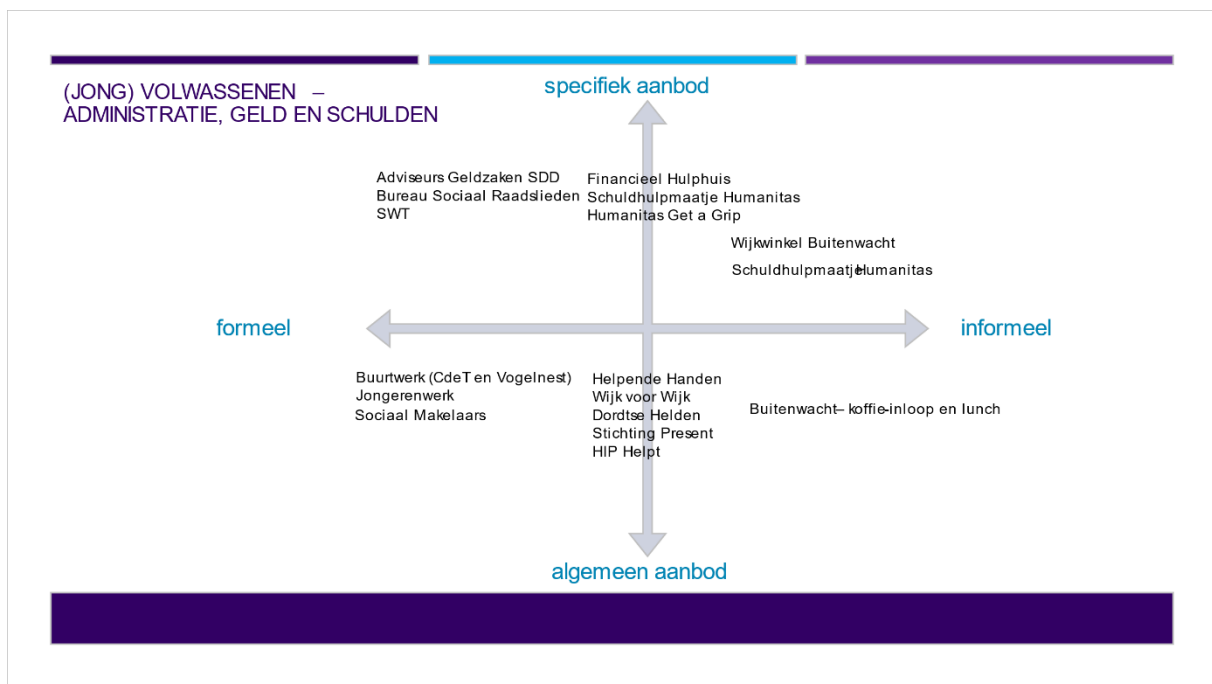 (JONG) VOLWASSENEN –
ADMINISTRATIE, GELD EN SCHULDEN
specifiek aanbod
Adviseurs Geldzaken SDD
Bureau Sociaal Raadslieden
SWT
Financieel Hulphuis
Schuldhulpmaatje Humanitas
Humanitas Get a Grip
Wijkwinkel Buitenwacht
Schuldhulpmaatje Humanitas
formeel
informeel
Buurtwerk (CdeT en Vogelnest)
Jongerenwerk
Sociaal Makelaars
Helpende Handen
Wijk voor Wijk
Dordtse Helden
Stichting Present
HIP Helpt
Buitenwacht – koffie-inloop en lunch
algemeen aanbod